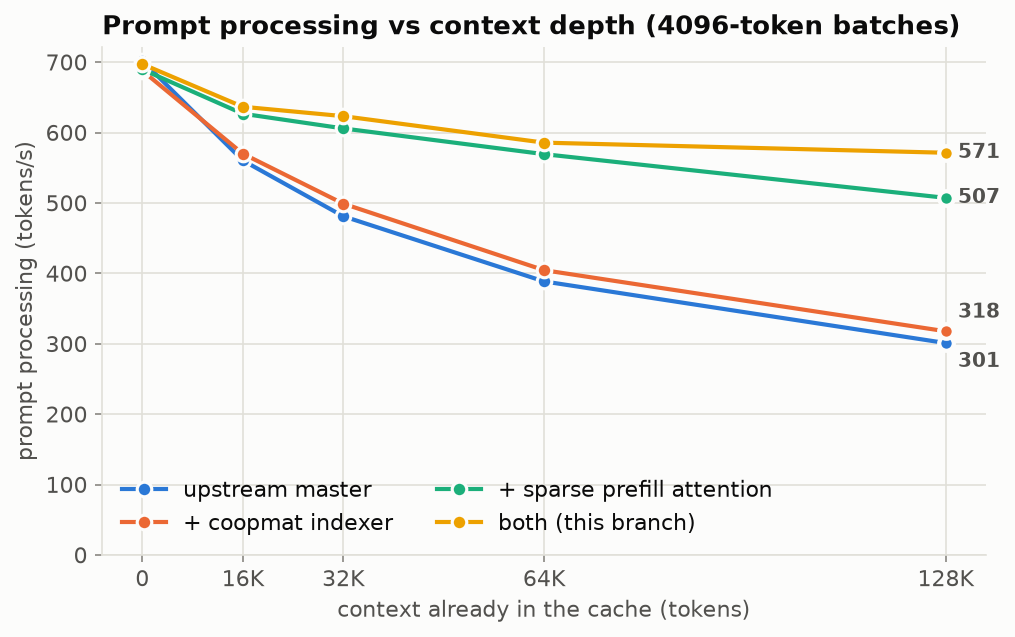 Prompt processing vs context depth (4096-token batches)
prompt processing (tokens/s)
700
600
500
400
300
200
100
0
571
507
318
301
upstream master
+ coopmat indexer
+ sparse prefill attention
both (this branch)
0 16K 32K 64K 128K
context already in the cache (tokens)